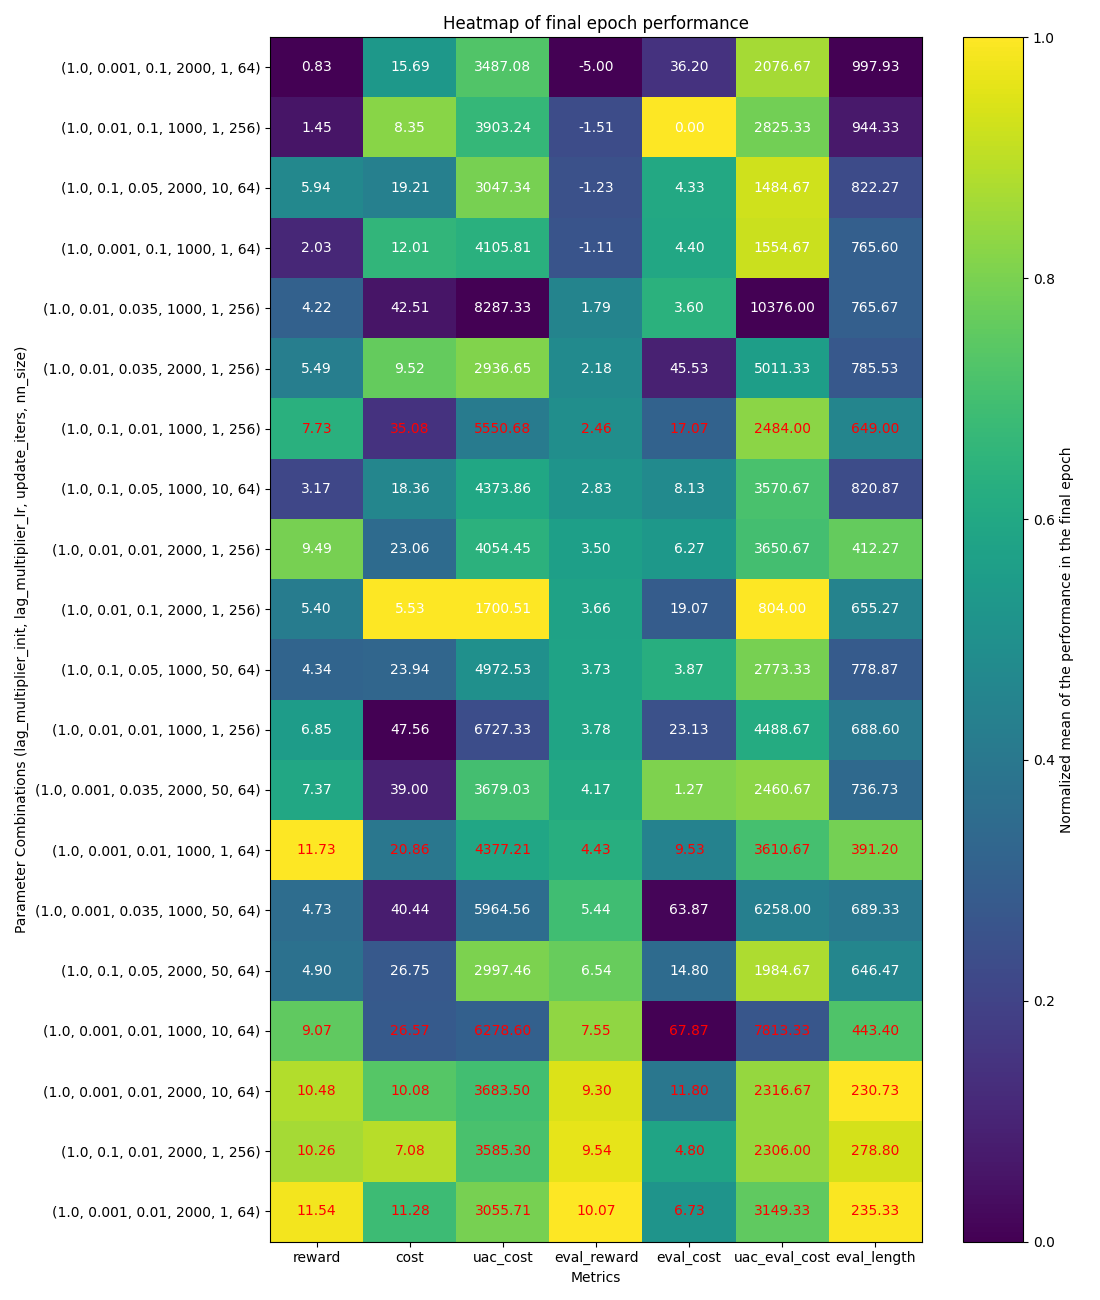 Heatmap of final epoch performance
(1.0, 0.001, 0.1, 2000, 1, 64) 0.83 15.69 3487.08 -5.00 36.20 2076.67 997.93
(1.0, 0.01, 0.1, 1000, 1, 256) 1.45 8.35 3903.24 -1.51 0.00 2825.33 944.33
(1.0, 0.1, 0.05, 2000, 10, 64) 5.94 19.21 3047.34 -1.23 4.33 1484.67 822.27
(1.0, 0.001, 0.1, 1000, 1, 64) 2.03 12.01 4105.81 -1.11 4.40 1554.67 765.60
(1.0, 0.01, 0.035, 1000, 1, 256) 4.22 42.51 8287.33 1.79 3.60 10376.00 765.67
(1.0, 0.01, 0.035, 2000, 1, 256) 5.49 9.52 2936.65 2.18 45.53 5011.33 785.53
(1.0, 0.1, 0.01, 1000, 1, 256) 7.73 35.08 5550.68 2.46 17.07 2484.00 649.00
(1.0, 0.1, 0.05, 1000, 10, 64) 3.17 18.36 4373.86 2.83 8.13 3570.67 820.87
(1.0, 0.01, 0.01, 2000, 1, 256) 9.49 23.06 4054.45 3.50 6.27 3650.67 412.27
(1.0, 0.01, 0.1, 2000, 1, 256) 5.40 5.53 1700.51 3.66 19.07 804.00 655.27
(1.0, 0.1, 0.05, 1000, 50, 64) 4.34 23.94 4972.53 3.73 3.87 2773.33 778.87
(1.0, 0.01, 0.01, 1000, 1, 256) 6.85 47.56 6727.33 3.78 23.13 4488.67 688.60
(1.0, 0.001, 0.035, 2000, 50, 64) 7.37 39.00 3679.03 4.17 1.27 2460.67 736.73
(1.0, 0.001, 0.01, 1000, 1, 64) 11.73 20.86 4377.21 4.43 9.53 3610.67 391.20
(1.0, 0.001, 0.035, 1000, 50, 64) 4.73 40.44 5964.56 5.44 63.87 6258.00 689.33
(1.0, 0.1, 0.05, 2000, 50, 64) 4.90 26.75 2997.46 6.54 14.80 1984.67 646.47
(1.0, 0.001, 0.01, 1000, 10, 64) 9.07 26.57 6278.60 7.55 67.87 7813.33 443.40
(1.0, 0.001, 0.01, 2000, 10, 64) 10.48 10.08 3683.50 9.30 11.80 2316.67 230.73
(1.0, 0.1, 0.01, 2000, 1, 256) 10.26 7.08 3585.30 9.54 4.80 2306.00 278.80
(1.0, 0.001, 0.01, 2000, 1, 64) 11.54 11.28 3055.71 10.07 6.73 3149.33 235.33
reward cost uac_cost eval_reward eval_cost uac_eval_cost eval_length
Metrics
Parameter Combinations (lag_multiplier_init, lag_multiplier_lr, update_iters, nn_size)
1.0
0.8
0.6
0.4
0.2
0.0
Normalized mean of the performance in the final epoch